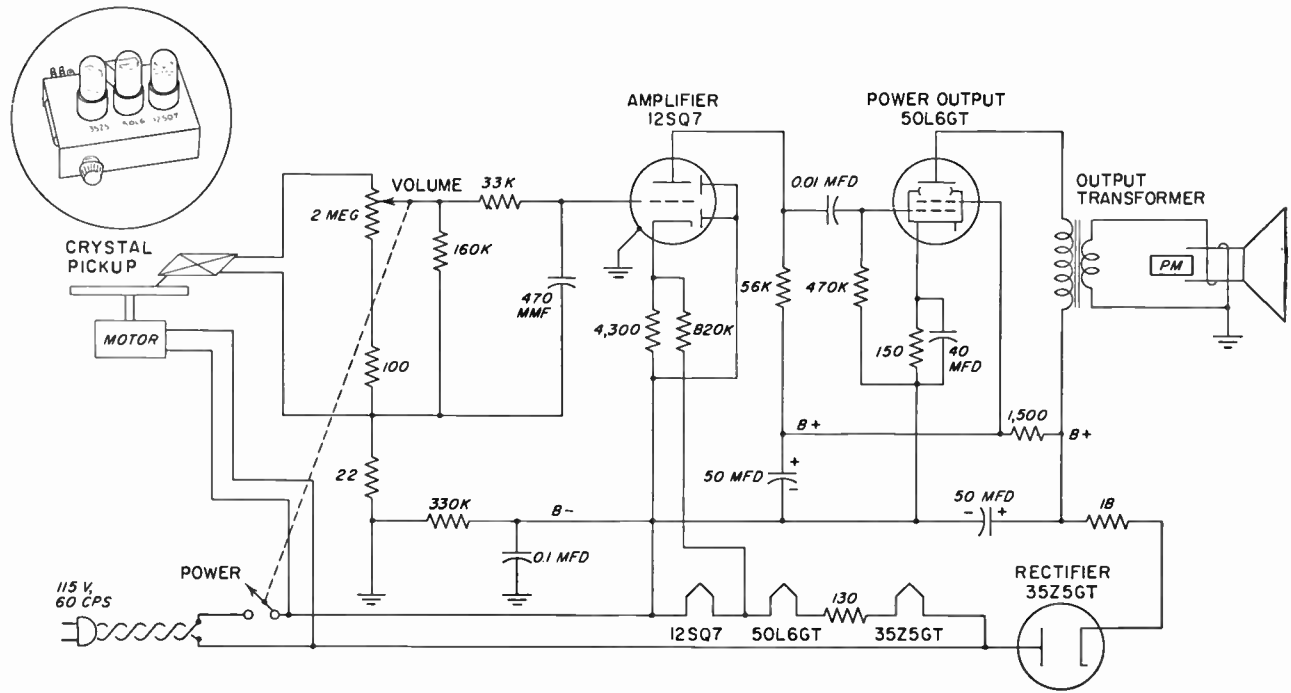 35Z5 50L6 12SQ7
AMPLIFIER
12SQ7
POWER OUTPUT
50L6GT
OUTPUT
TRANSFORMER
VOLUME
33K
0.01 MFD
2 MEG
CRYSTAL
PICKUP
160K
PM
470
MMF
56K
470K
MOTOR
4,300
820K
150
40
MFD
100
1,500
B+
B+
22
50 MFD
+
-
50 MFD
- +
18
330K
B-
0.1 MFD
POWER
115 V,
60 CPS
RECTIFIER
35Z5GT
130
12SQ7
50L6GT
35Z5GT